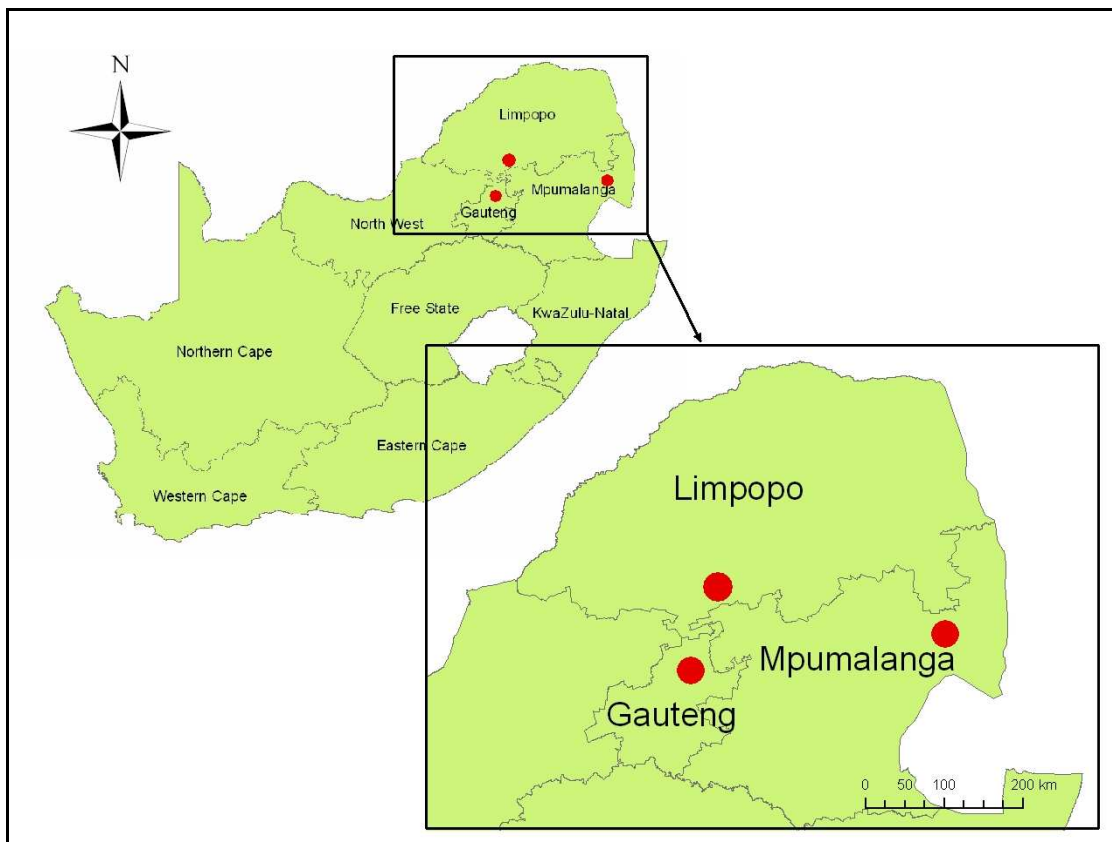 N
Limpopo
Mpumalanga
Gauteng
North West
Free State
KwaZulu-Natal
Northern Cape
Eastern Cape
Western Cape
Limpopo
Mpumalanga
Gauteng
0 50 100 200 km